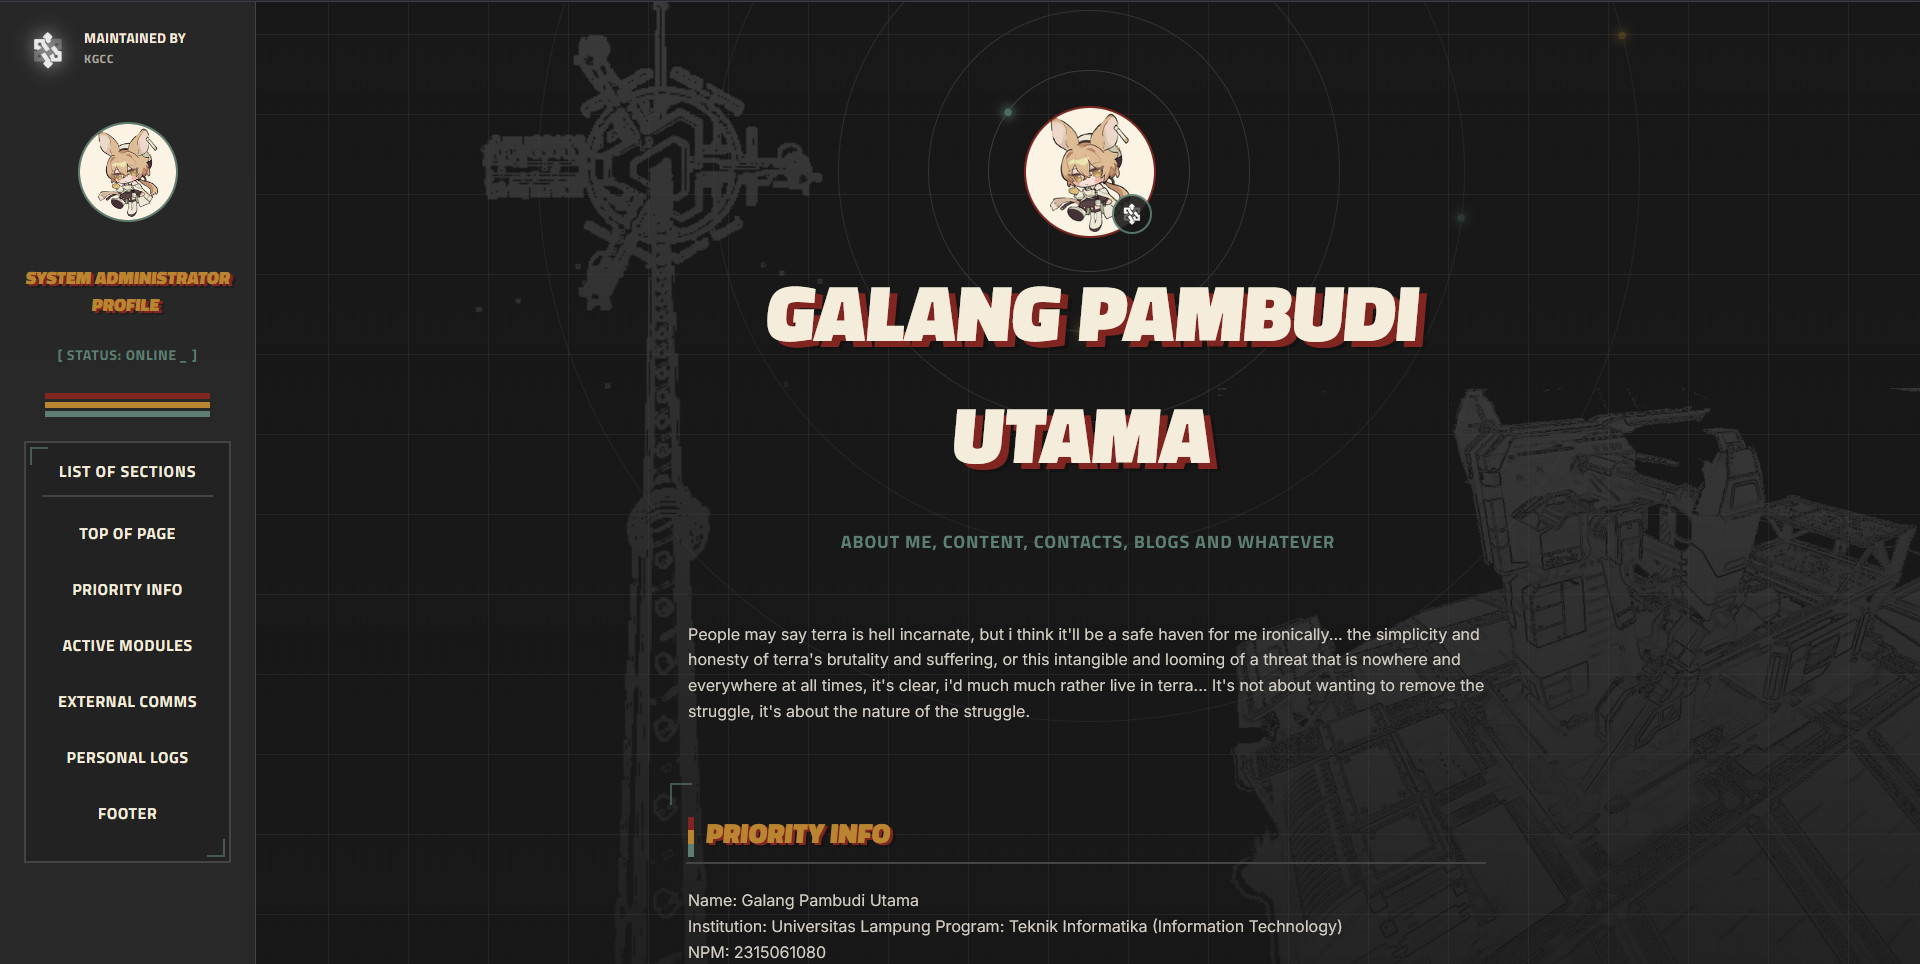 MAINTAINED BY
KGCC
SYSTEM ADMINISTRATOR
PROFILE
[ STATUS: ONLINE _ ]
LIST OF SECTIONS
TOP OF PAGE
PRIORITY INFO
ACTIVE MODULES
EXTERNAL COMMS
PERSONAL LOGS
FOOTER
GALANG PAMBUDI
UTAMA
ABOUT ME, CONTENT, CONTACTS, BLOGS AND WHATEVER
People may say terra is hell incarnate, but i think it'll be a safe haven for me ironically... the simplicity and
honesty of terra's brutality and suffering, or this intangible and looming of a threat that is nowhere and
everywhere at all times, it's clear, i'd much much rather live in terra... It's not about wanting to remove the
struggle, it's about the nature of the struggle.
PRIORITY INFO
Name: Galang Pambudi Utama
Institution: Universitas Lampung Program: Teknik Informatika (Information Technology)
NPM: 2315061080